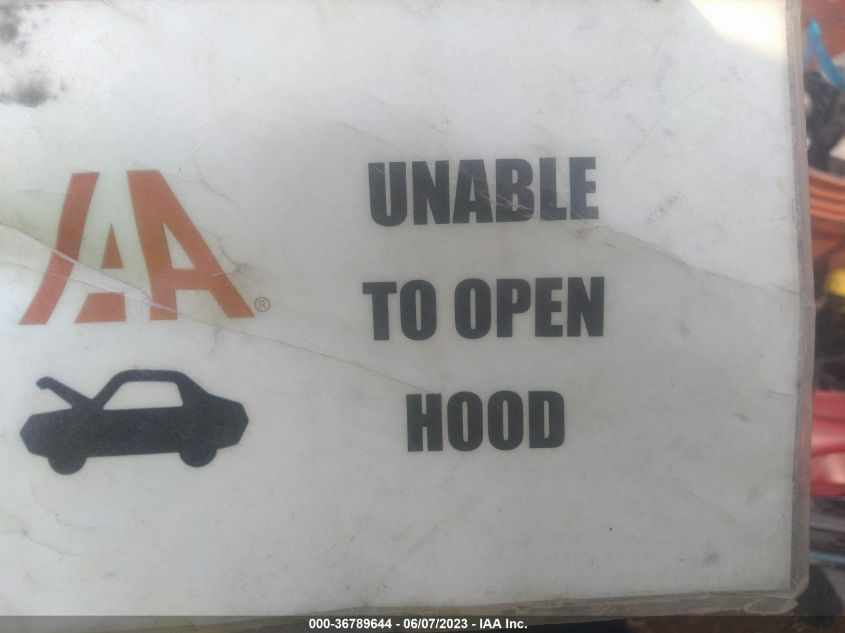 IAA®
UNABLE
TO OPEN
HOOD
000-36789644 - 06/07/2023 - IAA Inc.